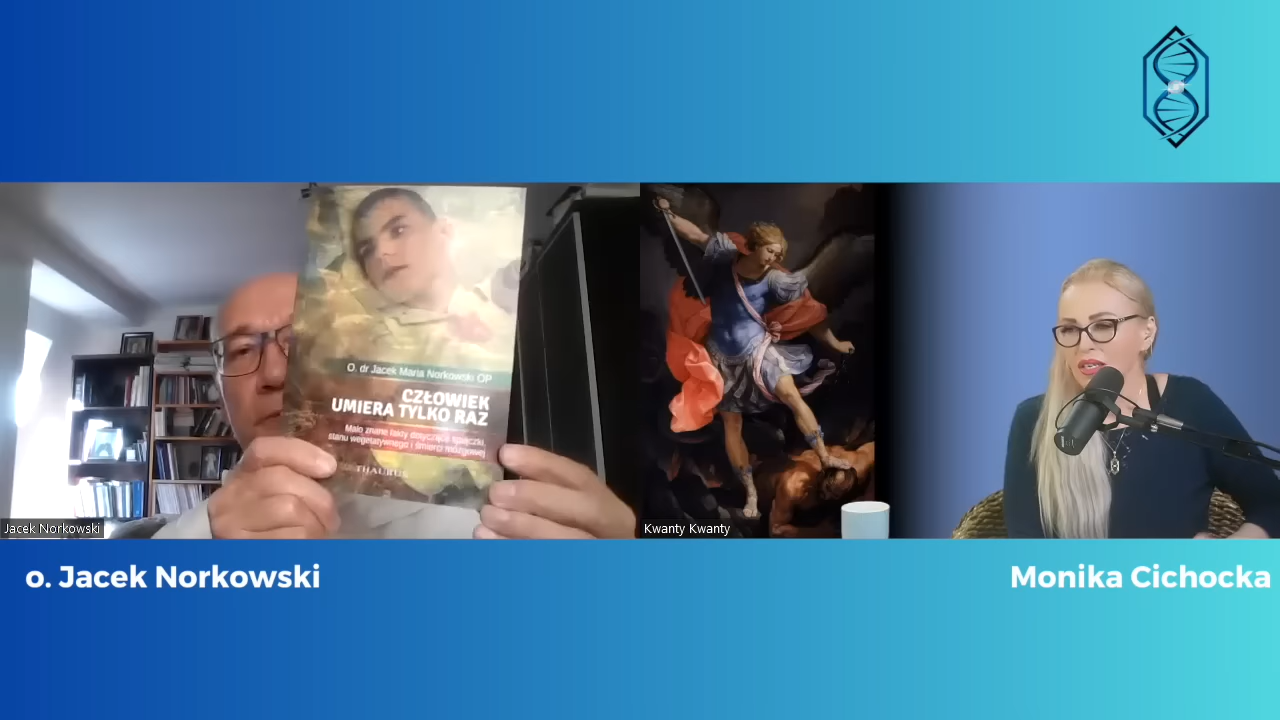 O. dr Jacek Maria Norkowski OP
CZŁOWIEK
UMIERA TYLKO RAZ
Mało znane fakty dotyczące śpiączki,
stanu wegetatywnego i śmierci mózgowej
THAURUS
Jacek Norkowski
Kwanty Kwanty
o. Jacek Norkowski
Monika Cichocka